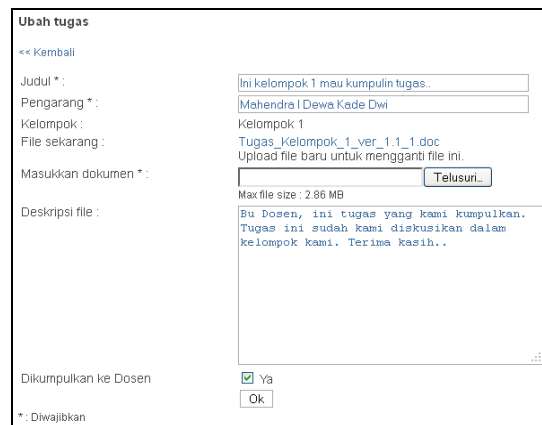 Ubah tugas
<< Kembali
Judul * :
Ini kelompok 1 mau kumpulin tugas..
Pengarang * :
Mahendra I Dewa Kade Dwi
Kelompok :
Kelompok 1
File sekarang :
Tugas_Kelompok_1_ver_1.1_1.doc
Upload file baru untuk mengganti file ini.
Masukkan dokumen * :
Telusuri...
Max file size : 2.86 MB
Deskripsi file :
Bu Dosen, ini tugas yang kami kumpulkan.
Tugas ini sudah kami diskusikan dalam
kelompok kami. Terima kasih..
Dikumpulkan ke Dosen
Ya
Ok
* : Diwajibkan